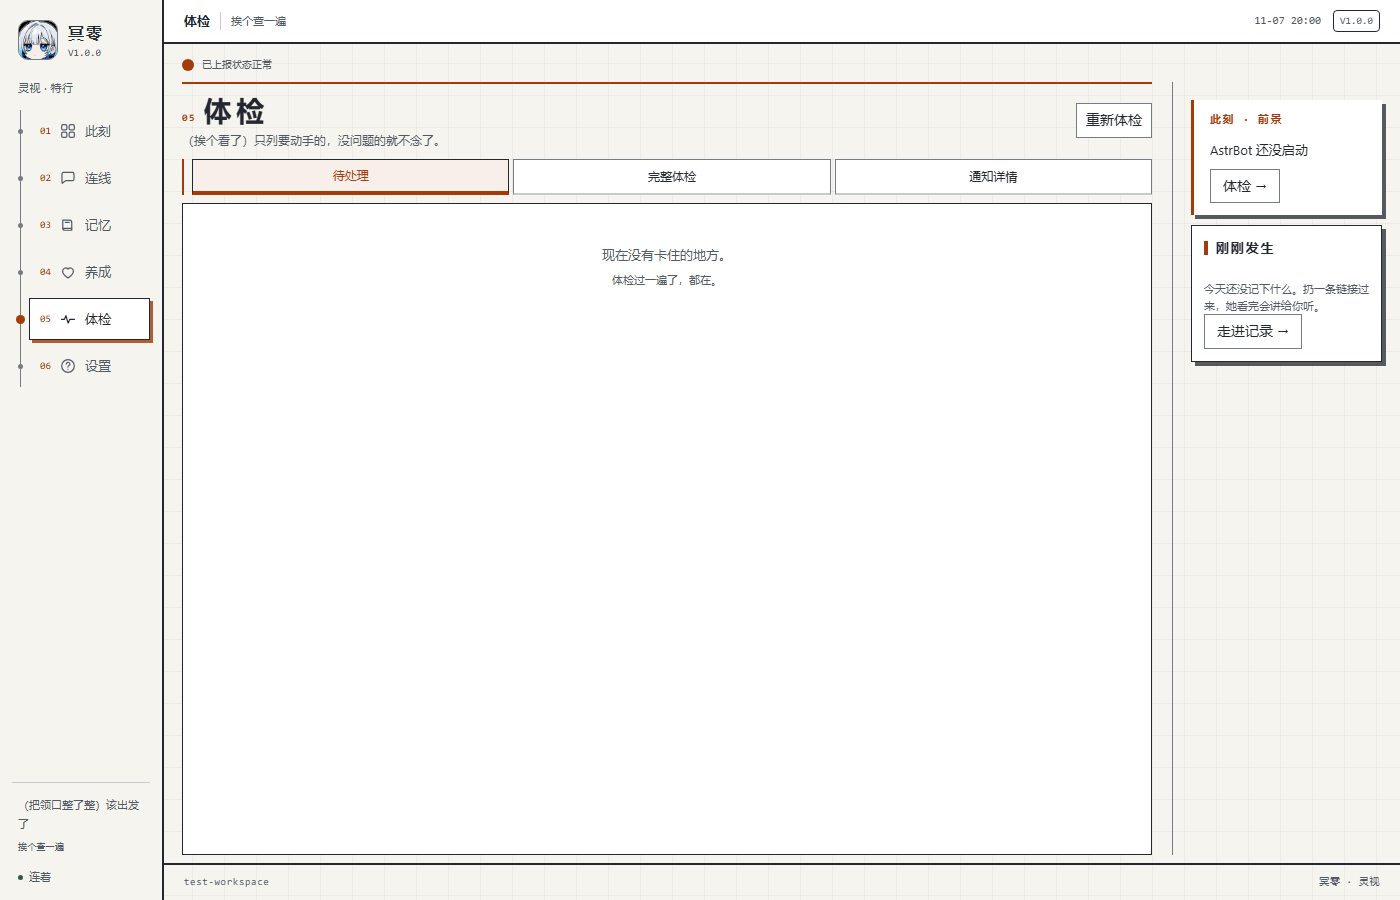 冥零
V1.0.0
灵视 · 特行
01 此刻
02 连线
03 记忆
04 养成
05 体检
06 设置
（把领口整了整）该出发了
挨个查一遍
连着
体检 挨个查一遍
11-07 20:00 V1.0.0
已上报状态正常
05 体检
（挨个看了）只列要动手的，没问题的就不念了。
重新体检
待处理
完整体检
通知详情
现在没有卡住的地方。
体检过一遍了，都在。
此刻 · 前景
AstrBot 还没启动
体检 →
刚刚发生
今天还没记下什么。扔一条链接过
来，她看完会讲给你听。
走进记录 →
test-workspace
冥零 · 灵视